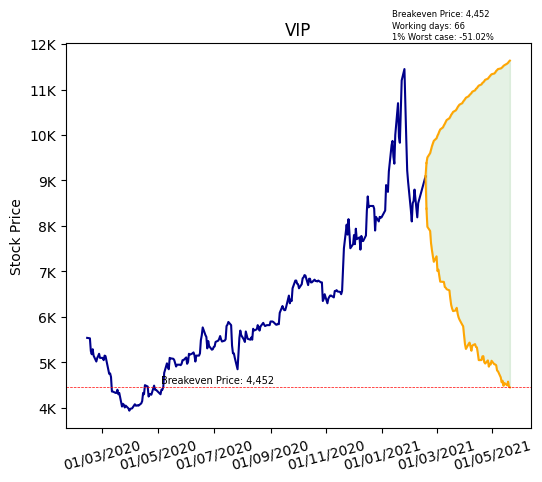 Breakeven Price: 4,452
Working days: 66
1% Worst case: -51.02%
VIP
12K
11K
10K
9K
8K
7K
6K
5K
4K
Stock Price
Breakeven Price: 4,452
01/03/2020
01/05/2020
01/07/2020
01/09/2020
01/11/2020
01/01/2021
01/03/2021
01/05/2021